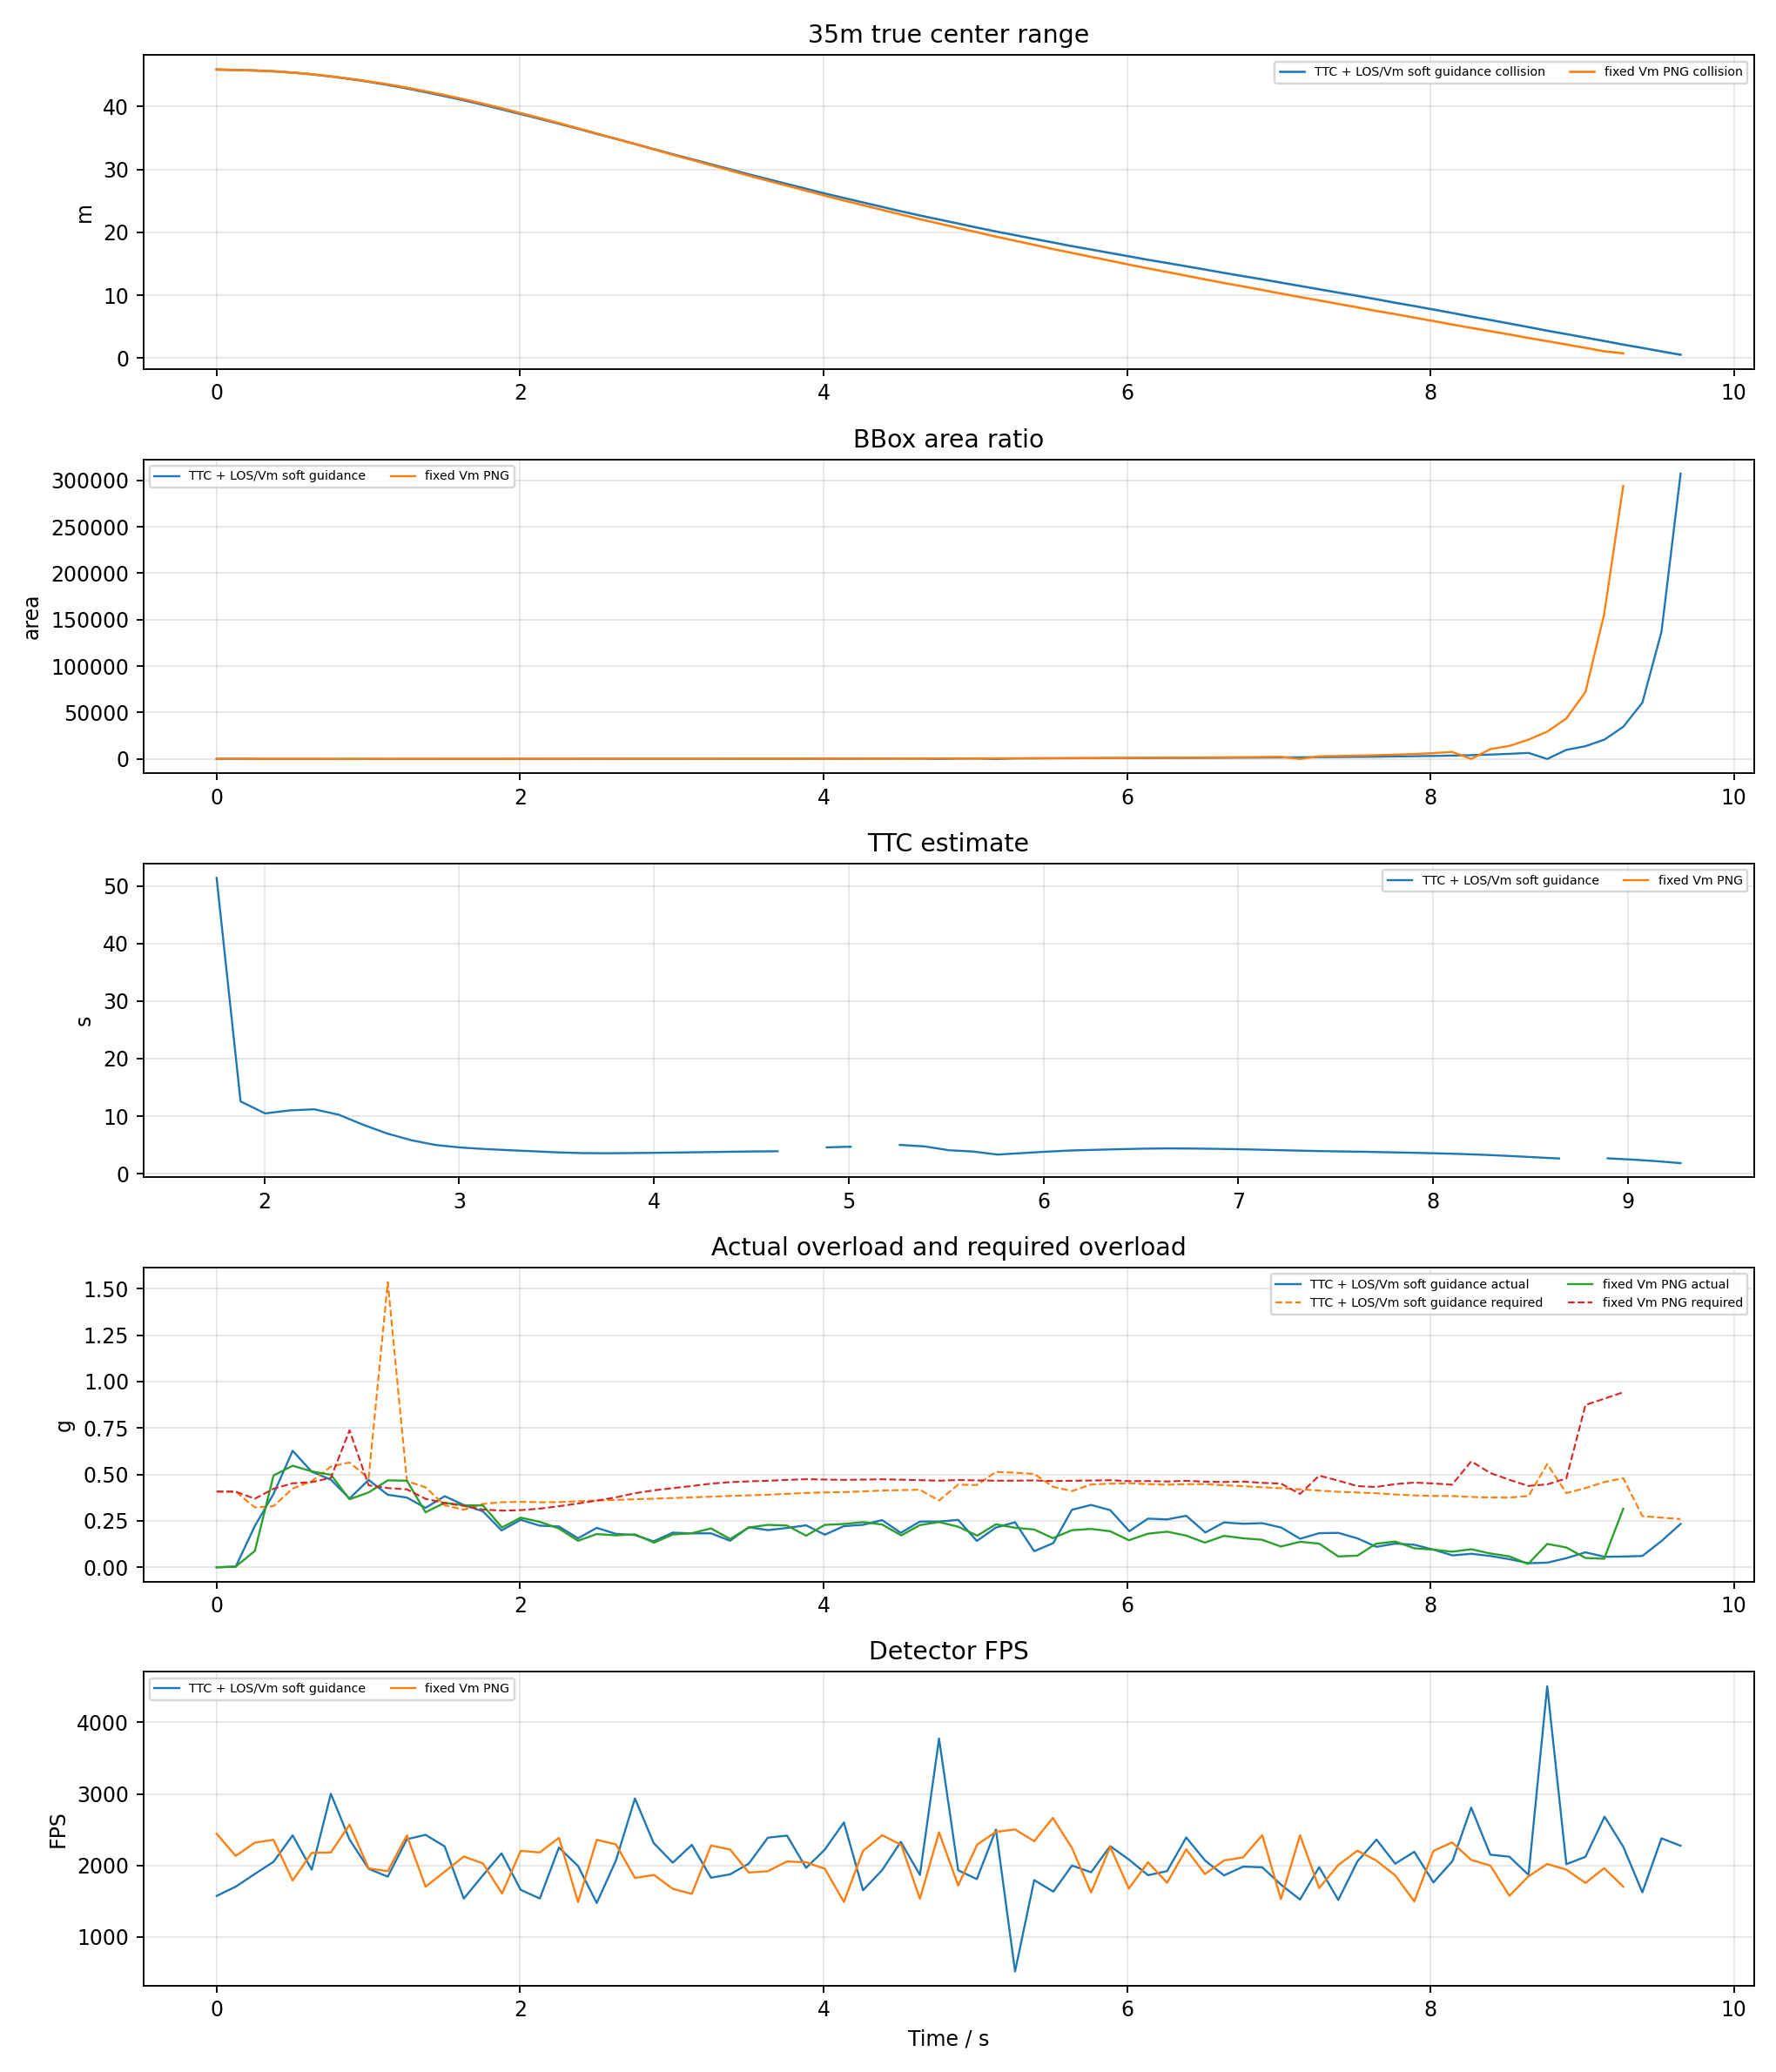 35m true center range
TTC + LOS/Vm soft guidance collision fixed Vm PNG collision
40
30
20
10
0
m
0 2 4 6 8 10
BBox area ratio
TTC + LOS/Vm soft guidance fixed Vm PNG
300000
250000
200000
150000
100000
50000
0
area
0 2 4 6 8 10
TTC estimate
TTC + LOS/Vm soft guidance fixed Vm PNG
50
40
30
20
10
0
s
2 3 4 5 6 7 8 9
Actual overload and required overload
TTC + LOS/Vm soft guidance actual fixed Vm PNG actual
TTC + LOS/Vm soft guidance required fixed Vm PNG required
1.50
1.25
1.00
0.75
0.50
0.25
0.00
g
0 2 4 6 8 10
Detector FPS
TTC + LOS/Vm soft guidance fixed Vm PNG
4000
3000
2000
1000
FPS
0 2 4 6 8 10
Time / s